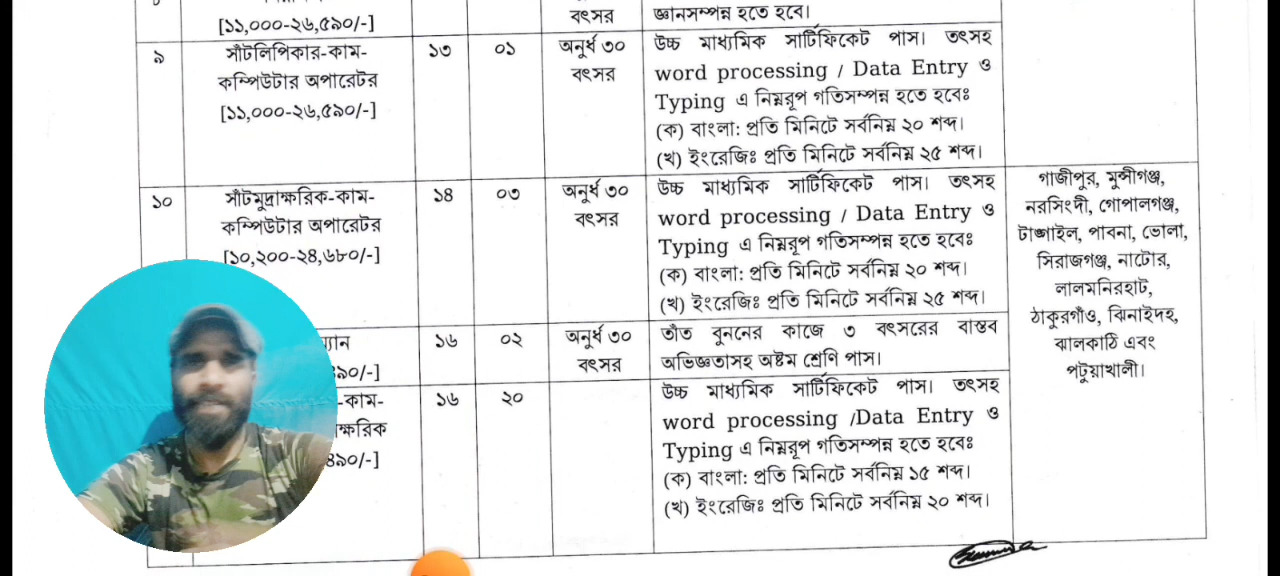 বৎসর
জ্ঞানসম্পন্ন হতে হবে।
[১১,০০০-২৬,৫৯০/-]
৯
সাঁটলিপিকার-কাম-
কম্পিউটার অপারেটর
[১১,০০০-২৬,৫৯০/-]
১৩
০১
অনুর্ধ ৩০
বৎসর
উচ্চ মাধ্যমিক সার্টিফিকেট পাস। তৎসহ
word processing / Data Entry ও
Typing এ নিম্নরূপ গতিসম্পন্ন হতে হবেঃ
(ক) বাংলা: প্রতি মিনিটে সর্বনিম্ন ২০ শব্দ।
(খ) ইংরেজিঃ প্রতি মিনিটে সর্বনিম্ন ২৫ শব্দ।
১০
সাঁটমুদ্রাক্ষরিক-কাম-
কম্পিউটার অপারেটর
[১০,২০০-২৪,৬৮০/-]
১৪
০৩
অনুর্ধ ৩০
বৎসর
উচ্চ মাধ্যমিক সার্টিফিকেট পাস। তৎসহ
word processing / Data Entry ও
Typing এ নিম্নরূপ গতিসম্পন্ন হতে হবেঃ
(ক) বাংলা: প্রতি মিনিটে সর্বনিম্ন ২০ শব্দ।
(খ) ইংরেজিঃ প্রতি মিনিটে সর্বনিম্ন ২৫ শব্দ।
গাজীপুর, মুন্সীগঞ্জ,
নরসিংদী, গোপালগঞ্জ,
টাঙ্গাইল, পাবনা, ভোলা,
সিরাজগঞ্জ, নাটোর,
লালমনিরহাট,
ঠাকুরগাঁও, ঝিনাইদহ,
ঝালকাঠি এবং
পটুয়াখালী।
্যান
৪৯০/-]
১৬
০২
অনুর্ধ ৩০
বৎসর
তাঁত বুননের কাজে ৩ বৎসরের বাস্তব
অভিজ্ঞতাসহ অষ্টম শ্রেণি পাস।
-কাম-
ক্ষরিক
৪৯০/-]
১৬
২০
উচ্চ মাধ্যমিক সার্টিফিকেট পাস। তৎসহ
word processing /Data Entry ও
Typing এ নিম্নরূপ গতিসম্পন্ন হতে হবেঃ
(ক) বাংলা: প্রতি মিনিটে সর্বনিম্ন ১৫ শব্দ।
(খ) ইংরেজিঃ প্রতি মিনিটে সর্বনিম্ন ২০ শব্দ।